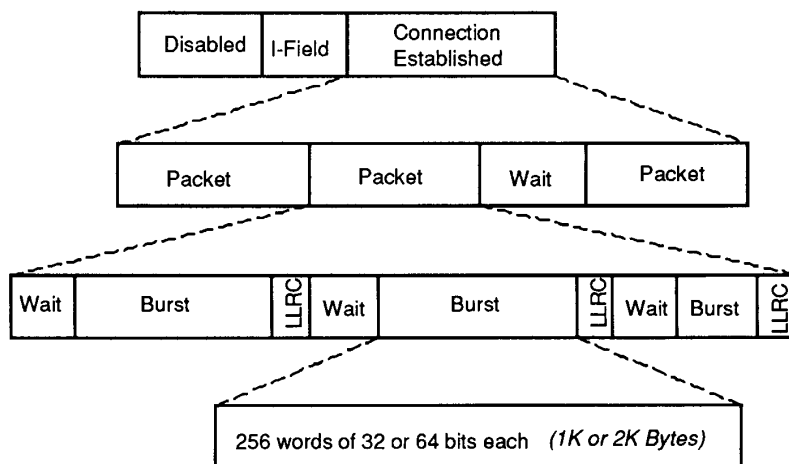 Disabled
I-Field
Connection
Established
Packet
Packet
Wait
Packet
Wait
Burst
LLRC
Wait
Burst
LLRC
Wait
Burst
LLRC
256 words of 32 or 64 bits each (1K or 2K Bytes)